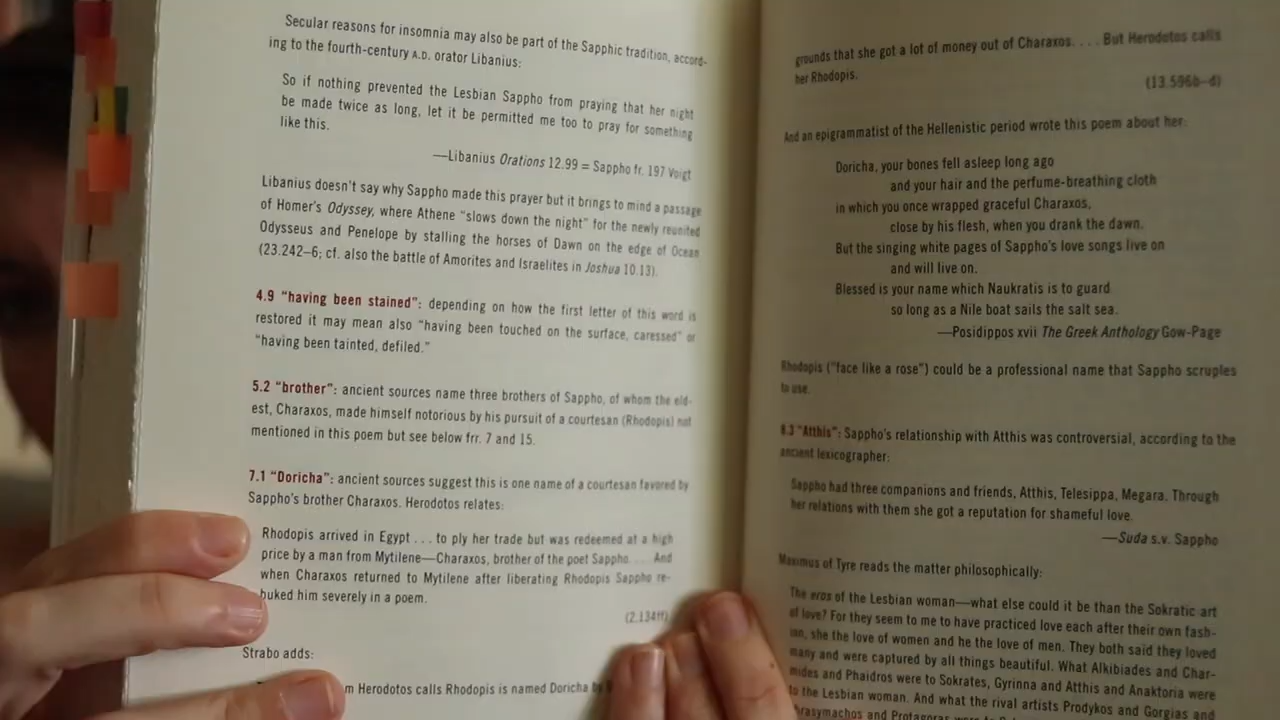 Secular reasons for insomnia may also be part of the Sapphic tradition, accord-
ing to the fourth-century A.D. orator Libanius:
So if nothing prevented the Lesbian Sappho from praying that her night
be made twice as long, let it be permitted me too to pray for something
like this.
—Libanius Orations 12.99 = Sappho fr. 197 Voigt
Libanius doesn't say why Sappho made this prayer but it brings to mind a passage
of Homer's Odyssey, where Athene "slows down the night" for the newly reunited
Odysseus and Penelope by stalling the horses of Dawn on the edge of Ocean
(23.242–6; cf. also the battle of Amorites and Israelites in Joshua 10.13).
4.9 "having been stained": depending on how the first letter of this word is
restored it may mean also "having been touched on the surface, caressed" or
"having been tainted, defiled."
5.2 "brother": ancient sources name three brothers of Sappho, of whom the eld-
est, Charaxos, made himself notorious by his pursuit of a courtesan (Rhodopis) not
mentioned in this poem but see below frr. 7 and 15.
7.1 "Doricha": ancient sources suggest this is one name of a courtesan favored by
Sappho's brother Charaxos. Herodotos relates:
Rhodopis arrived in Egypt . . . to ply her trade but was redeemed at a high
price by a man from Mytilene—Charaxos, brother of the poet Sappho. . . . And
when Charaxos returned to Mytilene after liberating Rhodopis Sappho re-
buked him severely in a poem.
(2.134ff)
Strabo adds:
m Herodotos calls Rhodopis is named Doricha by
grounds that she got a lot of money out of Charaxos. . . . But Herodotos calls
her Rhodopis.
(13.596b–d)
And an epigrammatist of the Hellenistic period wrote this poem about her:
Doricha, your bones fell asleep long ago
and your hair and the perfume-breathing cloth
in which you once wrapped graceful Charaxos,
close by his flesh, when you drank the dawn.
But the singing white pages of Sappho's love songs live on
and will live on.
Blessed is your name which Naukratis is to guard
so long as a Nile boat sails the salt sea.
—Posidippos xvii The Greek Anthology Gow-Page
Rhodopis ("face like a rose") could be a professional name that Sappho scruples
to use.
8.3 "Atthis": Sappho's relationship with Atthis was controversial, according to the
ancient lexicographer:
Sappho had three companions and friends, Atthis, Telesippa, Megara. Through
her relations with them she got a reputation for shameful love.
—Suda s.v. Sappho
Maximus of Tyre reads the matter philosophically:
The eros of the Lesbian woman—what else could it be than the Sokratic art
of love? For they seem to me to have practiced love each after their own fash-
ion, she the love of women and he the love of men. They both said they loved
many and were captured by all things beautiful. What Alkibiades and Char-
mides and Phaidros were to Sokrates, Gyrinna and Atthis and Anaktoria were
to the Lesbian woman. And what the rival artists Prodykos and Gorgias and
Thrasymachos and Protagoras were to